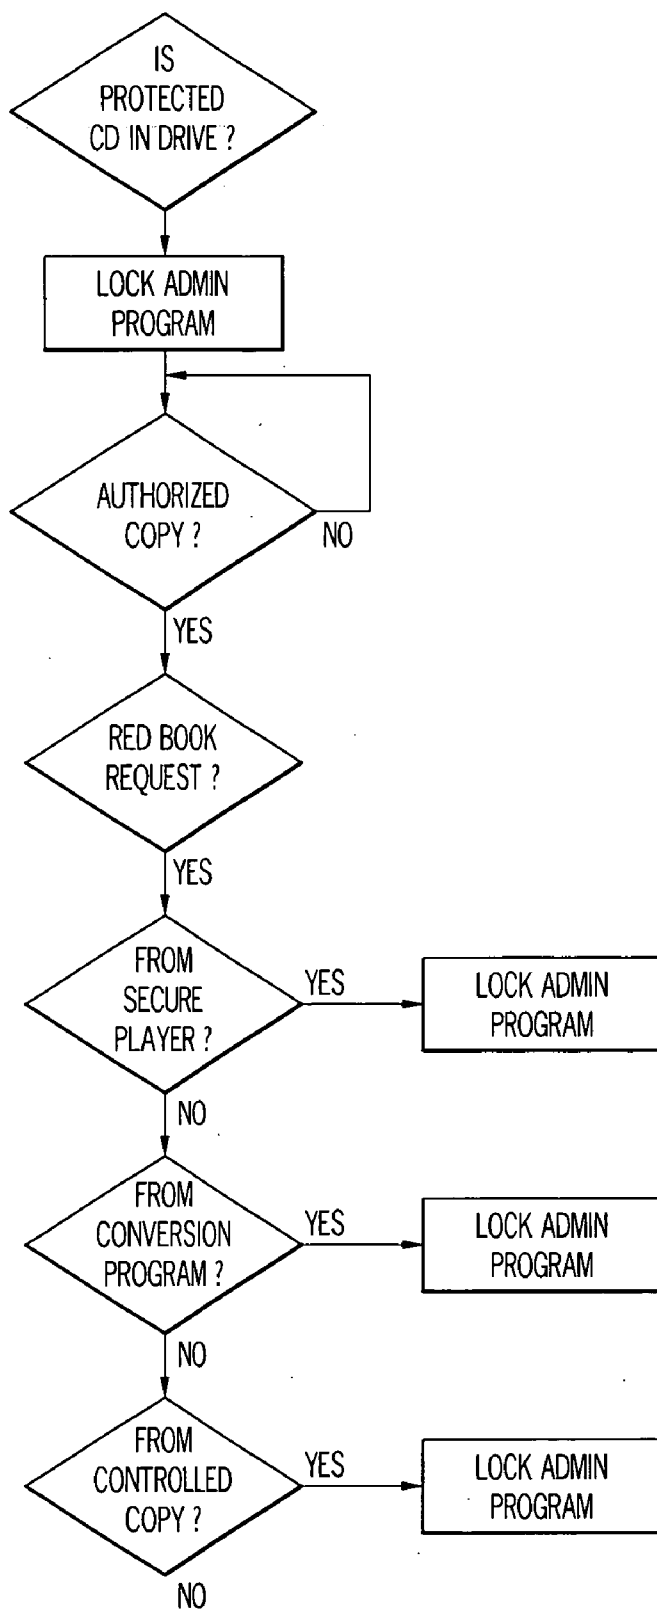 IS
PROTECTED
CD IN DRIVE ?
LOCK ADMIN
PROGRAM
AUTHORIZED
COPY ?
NO
YES
RED BOOK
REQUEST ?
YES
FROM
SECURE
PLAYER ?
YES
LOCK ADMIN
PROGRAM
NO
FROM
CONVERSION
PROGRAM ?
YES
LOCK ADMIN
PROGRAM
NO
FROM
CONTROLLED
COPY ?
YES
LOCK ADMIN
PROGRAM
NO